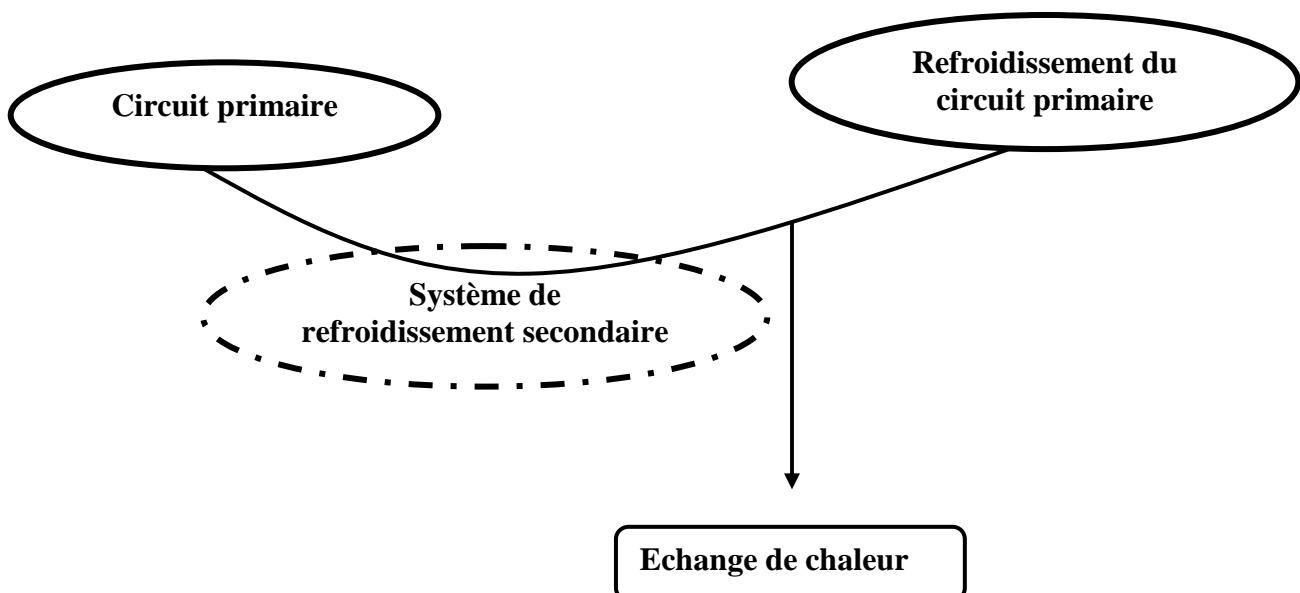 Circuit primaire
Refroidissement du
circuit primaire
Système de
refroidissement secondaire
Echange de chaleur